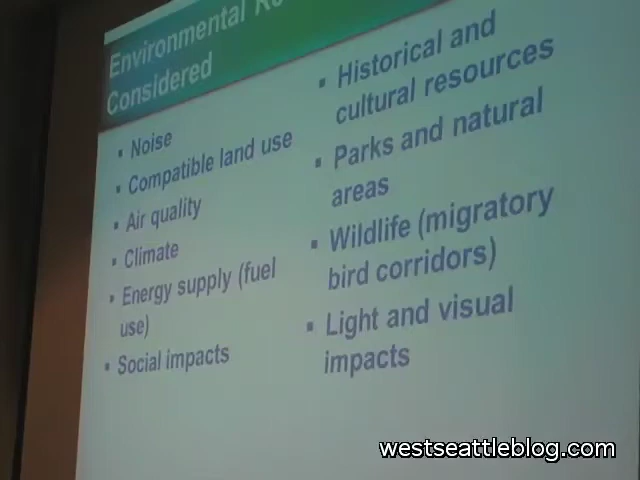 Environmental
Considered
▪ Noise
▪ Compatible land use
▪ Air quality
▪ Climate
▪ Energy supply (fuel
use)
▪ Social impacts
▪ Historical and
cultural resources
▪ Parks and natural
areas
▪ Wildlife (migratory
bird corridors)
▪ Light and visual
impacts
westseattleblog.com